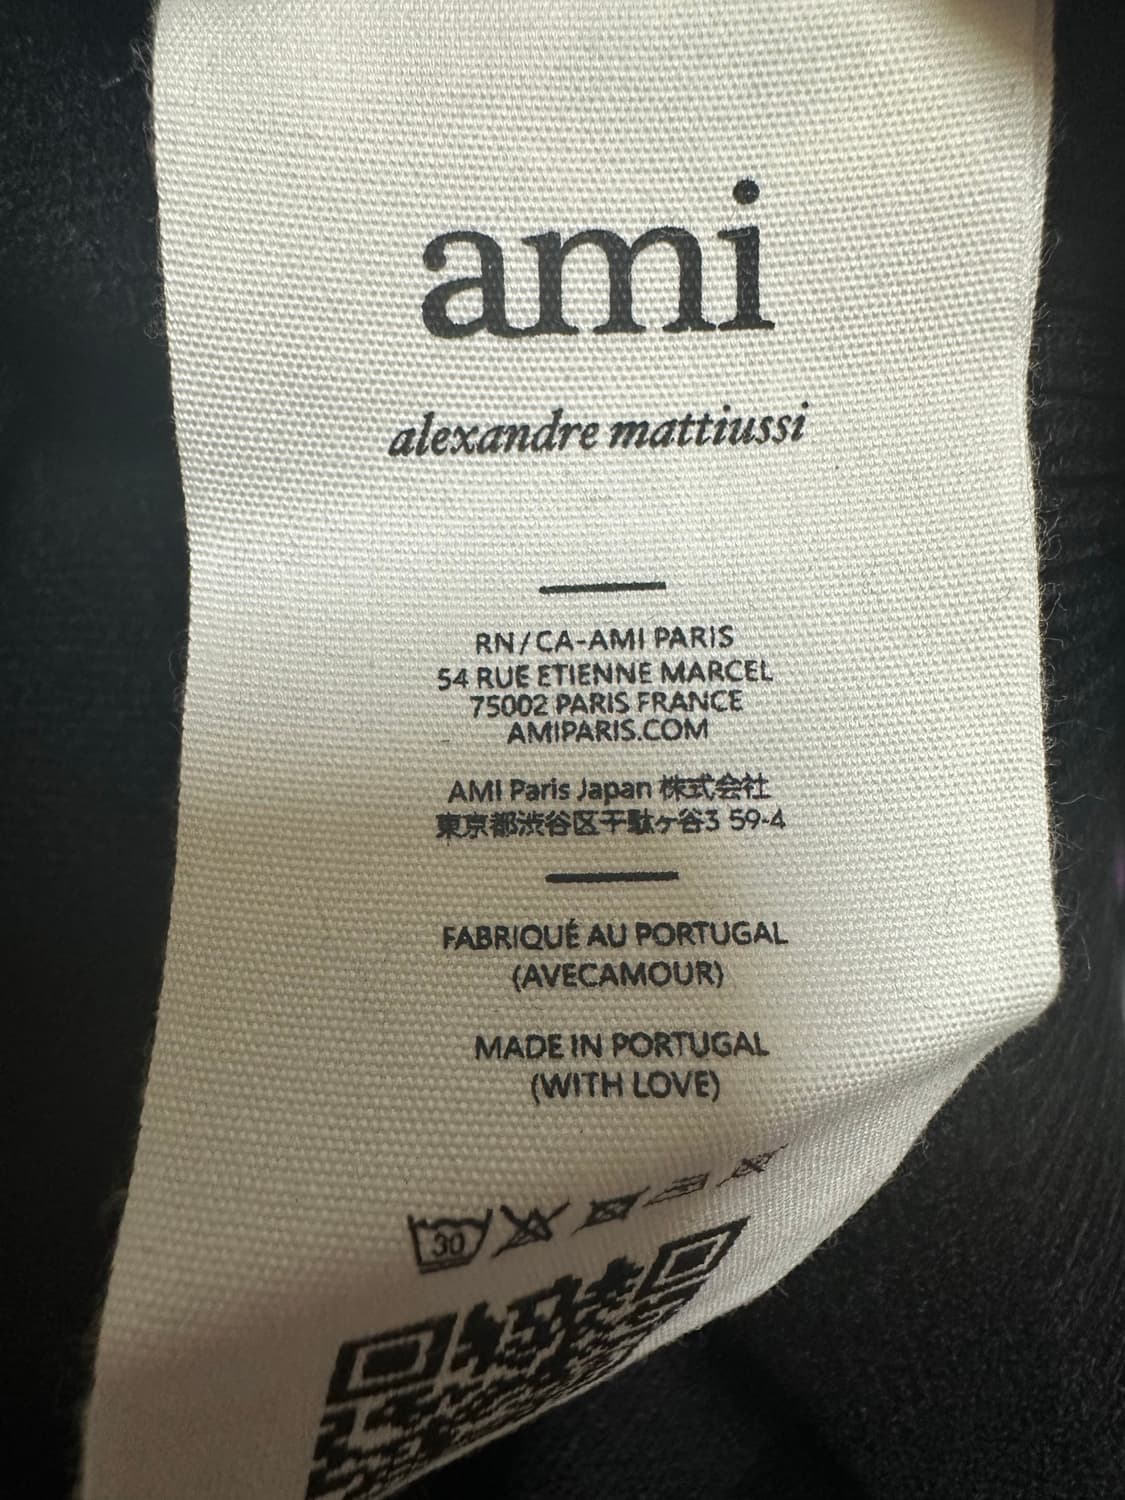 ami
alexandre mattiussi
RN/CA-AMI PARIS
54 RUE ETIENNE MARCEL
75002 PARIS FRANCE
AMIPARIS.COM
AMI Paris Japan 株式会社
東京都渋谷区千駄ヶ谷3 59-4
FABRIQUÉ AU PORTUGAL
(AVECAMOUR)
MADE IN PORTUGAL
(WITH LOVE)
30